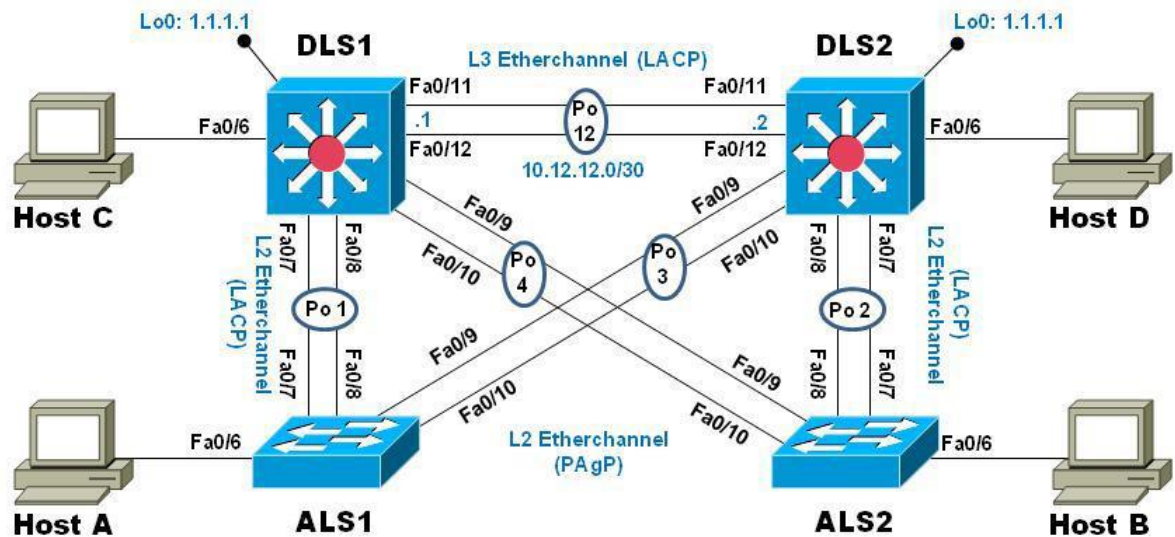 Lo0: 1.1.1.1
Lo0: 1.1.1.1
DLS1
DLS2
L3 Etherchannel (LACP)
Fa0/11
Fa0/11
Fa0/6
.1
Po
12
.2
Fa0/6
Fa0/12
Fa0/12
10.12.12.0/30
Host C
Host D
Fa0/9
Fa0/9
Fa0/7
Fa0/8
Fa0/10
Fa0/10
Fa0/8
Fa0/7
L2 Etherchannel
(LACP)
Po
4
Po
3
L2 Etherchannel
(LACP)
Po 1
Po 2
Fa0/7
Fa0/8
Fa0/9
Fa0/10
Fa0/9
Fa0/10
Fa0/8
Fa0/7
L2 Etherchannel
(PAgP)
Fa0/6
Fa0/6
Host A
ALS1
ALS2
Host B